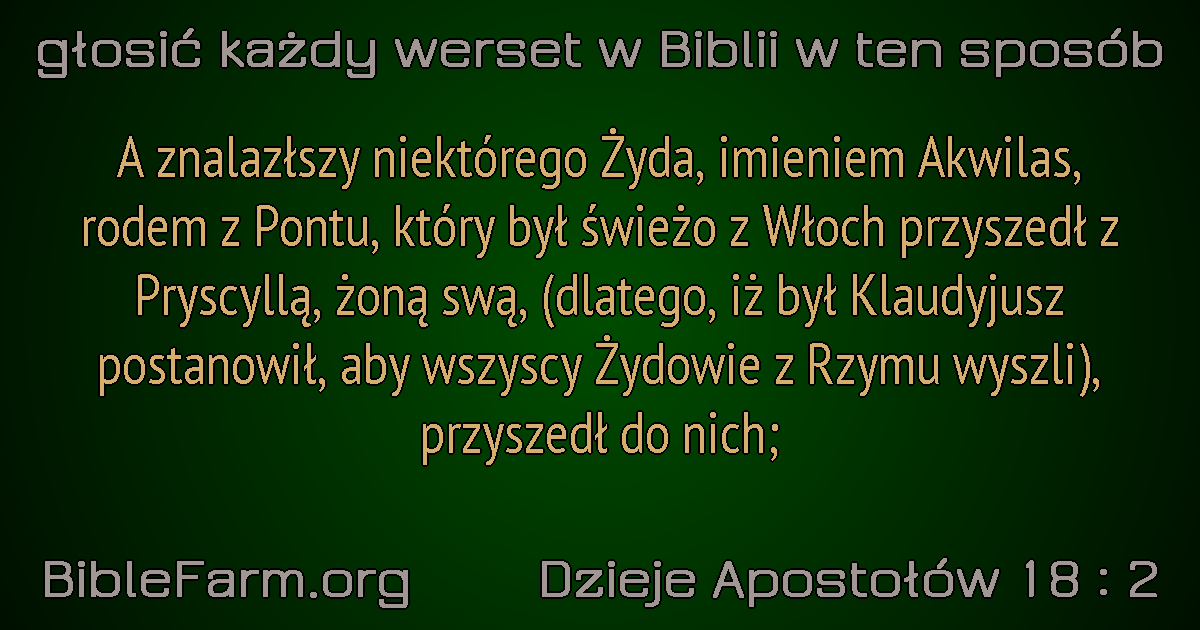 głosić każdy werset w Biblii w ten sposób
A znalazłszy niektórego Żyda, imieniem Akwilas,
rodem z Pontu, który był świeżo z Włoch przyszedł z
Pryscyllą, żoną swą, (dlatego, iż był Klaudyjusz
postanowił, aby wszyscy Żydowie z Rzymu wyszli),
przyszedł do nich;
BibleFarm.org
Dzieje Apostołów 18 : 2